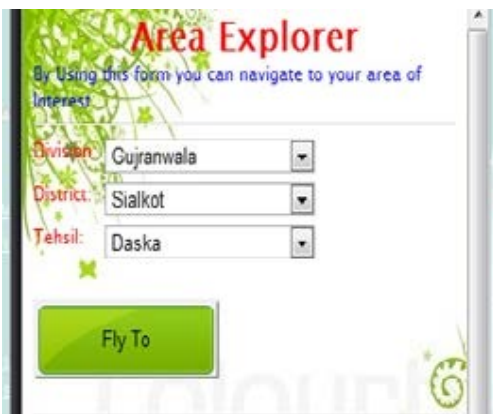 Area Explorer
By Using this form you can navigate to your area of
Interest
Division: Gujranwala
District: Sialkot
Tehsil: Daska
Fly To